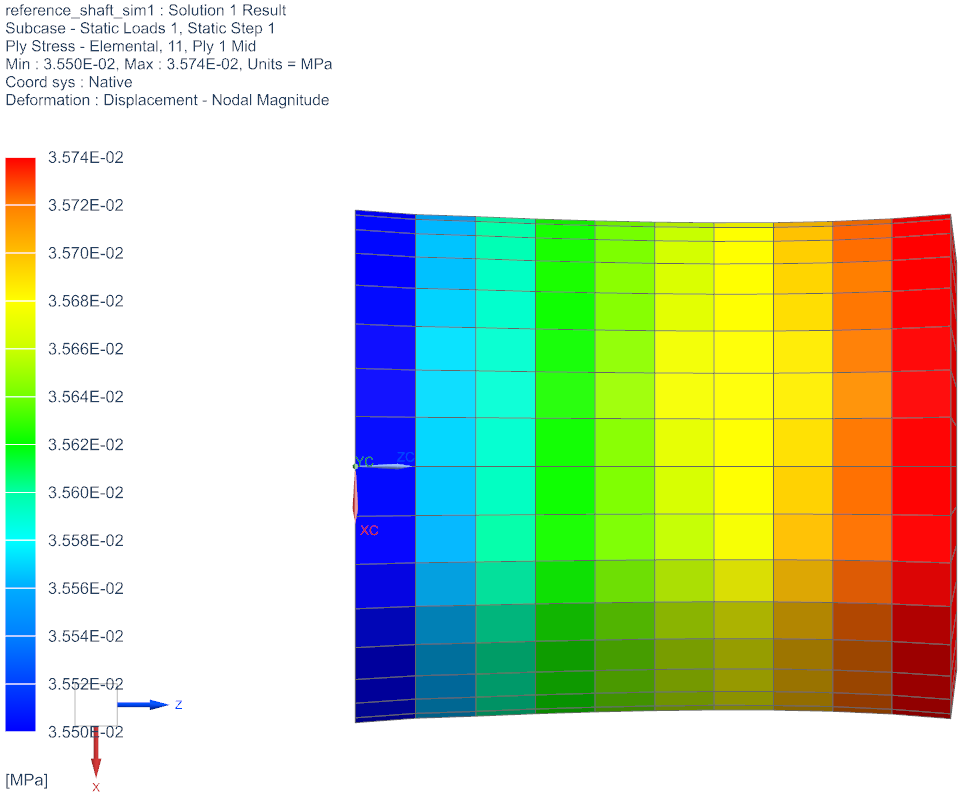 reference_shaft_sim1 : Solution 1 Result
Subcase - Static Loads 1, Static Step 1
Ply Stress - Elemental, 11, Ply 1 Mid
Min : 3.550E-02, Max : 3.574E-02, Units = MPa
Coord sys : Native
Deformation : Displacement - Nodal Magnitude
3.574E-02
3.572E-02
3.570E-02
3.568E-02
3.566E-02
3.564E-02
3.562E-02
3.560E-02
3.558E-02
3.556E-02
3.554E-02
3.552E-02
3.550E-02
[MPa]
YC
ZC
XC
Z
X